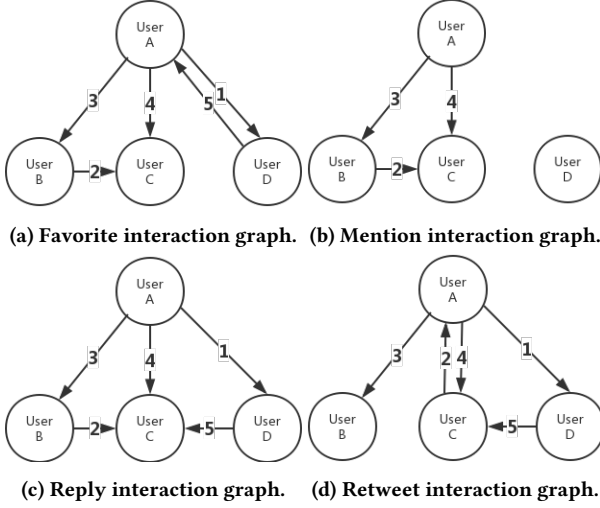 User
A
3
4
5
1
User
B
2
User
C
User
D
(a) Favorite interaction graph.
User
A
3
4
User
B
2
User
C
User
D
(b) Mention interaction graph.
User
A
3
4
1
User
B
2
User
C
5
User
D
(c) Reply interaction graph.
User
A
3
2
4
1
User
B
User
C
5
User
D
(d) Retweet interaction graph.